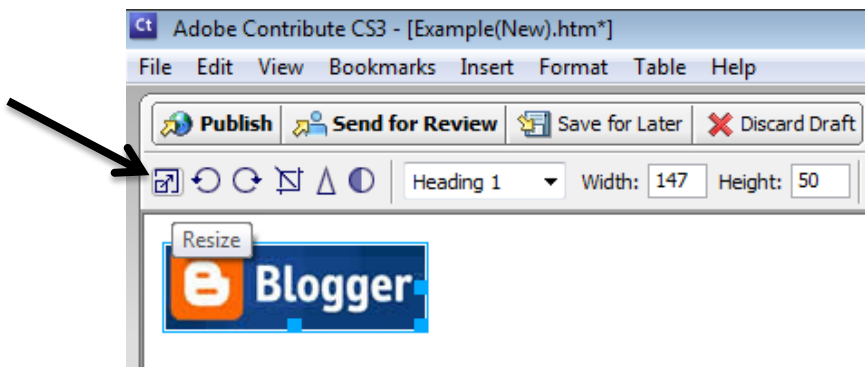 Ct Adobe Contribute CS3 - [Example(New).htm*]
File Edit View Bookmarks Insert Format Table Help
Publish Send for Review Save for Later Discard Draft
Heading 1 Width: 147 Height: 50
Resize
Blogger